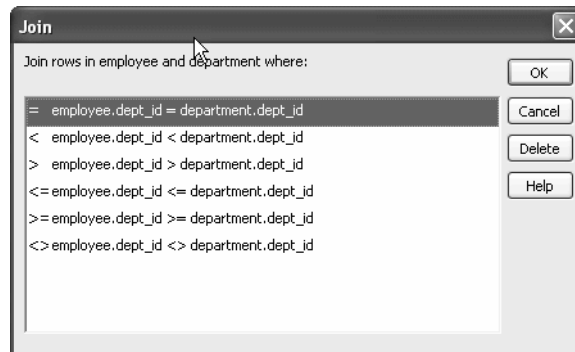 Join
Join rows in employee and department where:
OK
= employee.dept_id = department.dept_id
Cancel
< employee.dept_id < department.dept_id
> employee.dept_id > department.dept_id
Delete
<= employee.dept_id <= department.dept_id
Help
>= employee.dept_id >= department.dept_id
<> employee.dept_id <> department.dept_id